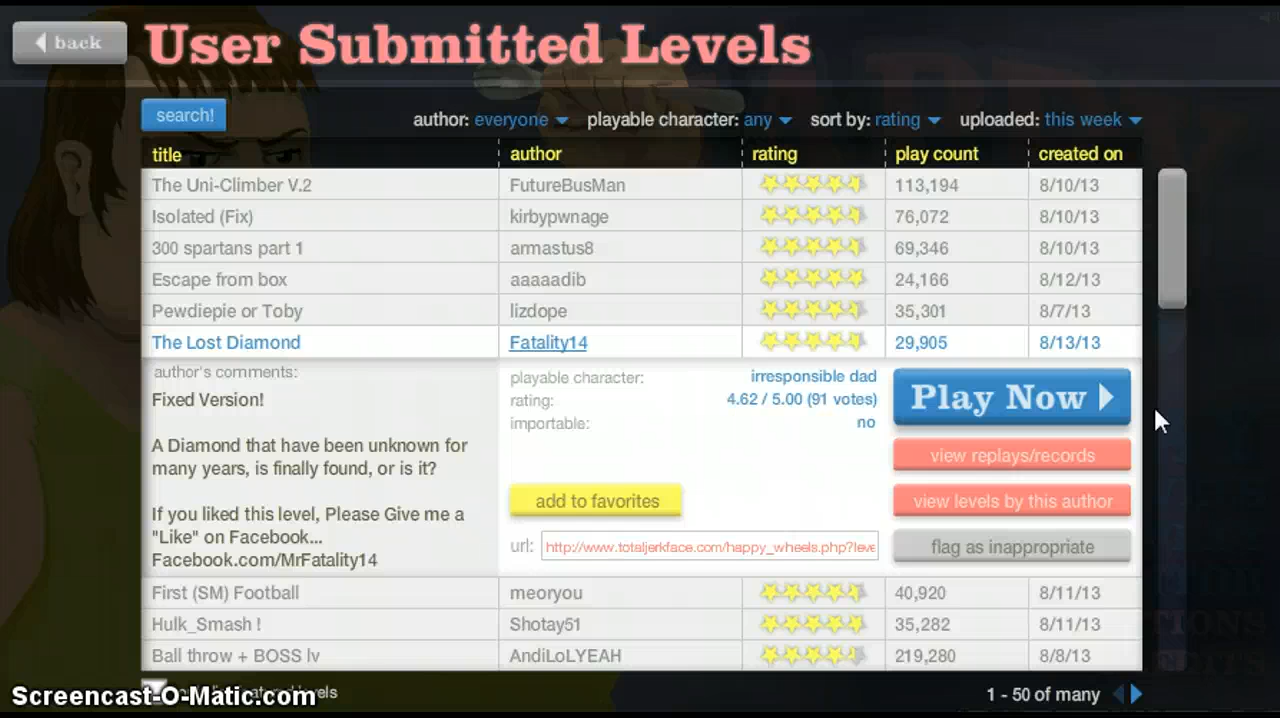 back
User Submitted Levels
search!
author: everyone playable character: any sort by: rating uploaded: this week
title author rating play count created on
The Uni-Climber V.2 FutureBusMan 113,194 8/10/13
Isolated (Fix) kirbypwnage 76,072 8/10/13
300 spartans part 1 armastus8 69,346 8/10/13
Escape from box aaaaadib 24,166 8/12/13
Pewdiepie or Toby lizdope 35,301 8/7/13
The Lost Diamond Fatality14 29,905 8/13/13
author's comments:
Fixed Version!
A Diamond that have been unknown for
many years, is finally found, or is it?
If you liked this level, Please Give me a
"Like" on Facebook...
Facebook.com/MrFatality14
playable character: irresponsible dad
rating: 4.62 / 5.00 (91 votes)
importable: no
add to favorites
url: http://www.totaljerkface.com/happy_wheels.php?leve
Play Now
view replays/records
view levels by this author
flag as inappropriate
First (SM) Football meoryou 40,920 8/11/13
Hulk_Smash ! Shotay51 35,282 8/11/13
Ball throw + BOSS lv AndiLoLYEAH 219,280 8/8/13
Screencast-O-Matic.com levels
1 - 50 of many